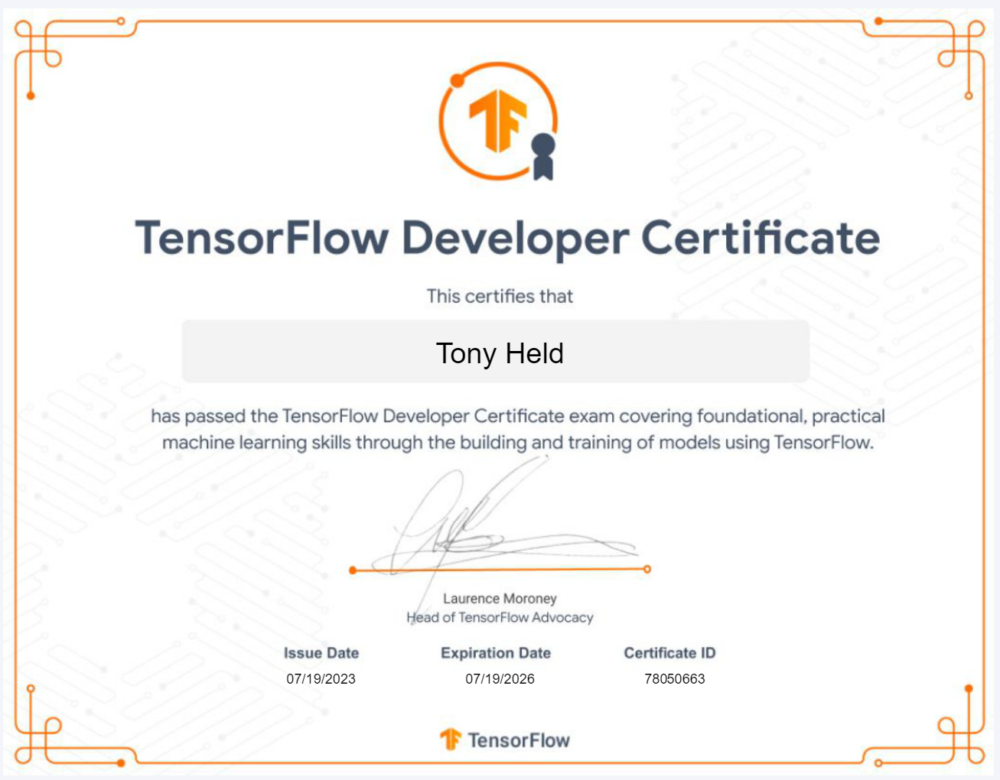 TF
TensorFlow Developer Certificate
This certifies that
Tony Held
has passed the TensorFlow Developer Certificate exam covering foundational, practical
machine learning skills through the building and training of models using TensorFlow.
Laurence Moroney
Head of TensorFlow Advocacy
Issue Date Expiration Date Certificate ID
07/19/2023 07/19/2026 78050663
TensorFlow